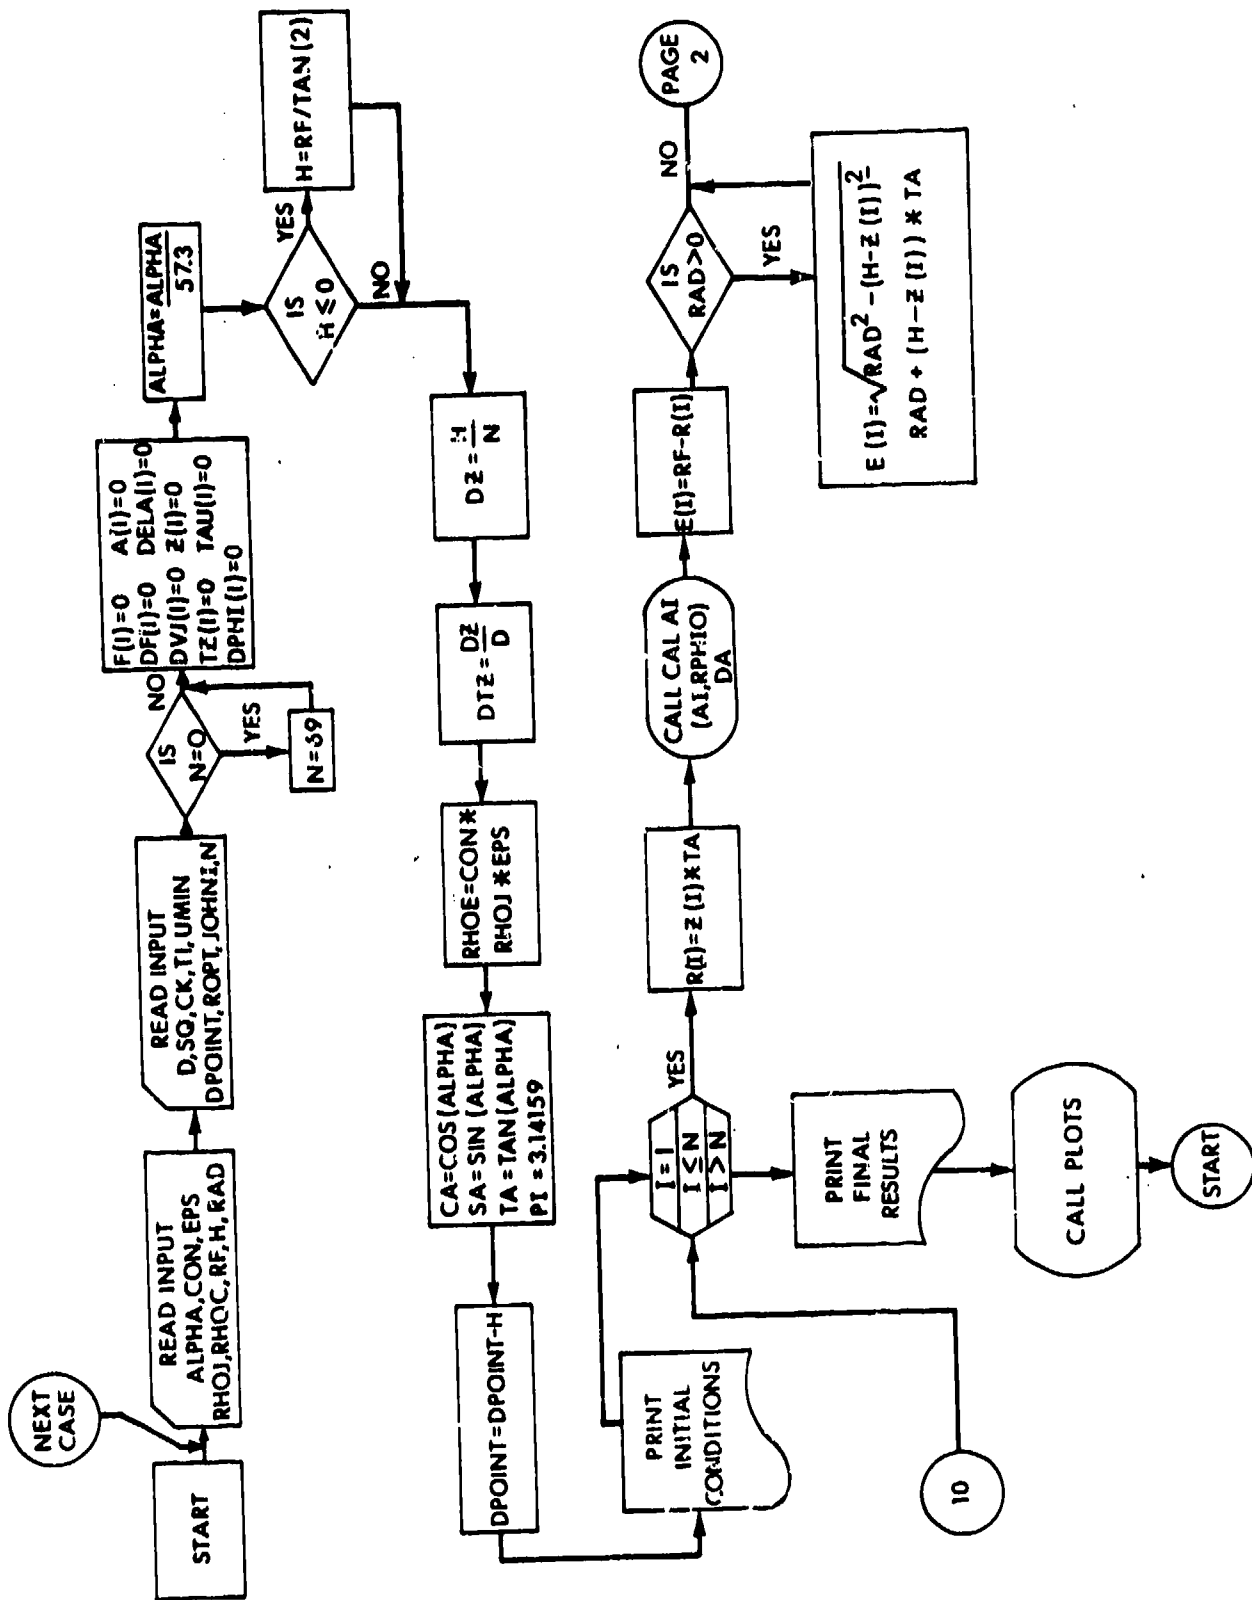 NEXT
CASE
START
READ INPUT
ALPHA,CON,EPS
RHOJ,RHOC,RF,H,RAD
READ INPUT
D,SQ,CK,TI,UMIN
DPOINT,ROPT,JOHNI,N
IS
N=0
NO
YES
N=39
F(I)=0 A(I)=0
DF(I)=0 DELA(I)=0
DVJ(I)=0 Z(I)=0
TZ(I)=0 TAU(I)=0
DPHI(I)=0
ALPHA=ALPHA
57.3
IS
H≤0
YES
H=RF/TAN(2)
NO
DZ=H
N
DTZ=DZ
D
RHOE=CON*
RHOJ*EPS
CA=COS(ALPHA)
SA=SIN(ALPHA)
TA=TAN(ALPHA)
PI=3.14159
DPOINT=DPOINT-H
PRINT
INITIAL
CONDITIONS
10
I=1
I≤N
I>N
YES
PRINT
FINAL
RESULTS
CALL PLOTS
START
R(I)=Z(I)*TA
CALL CAL AI
(AI,RPHIO)
DA
E(I)=RF-R(I)
IS
RAD>0
NO
PAGE
2
YES
E(I)=√RAD²-(H-Z(I))²-
RAD+(H-Z(I))*TA